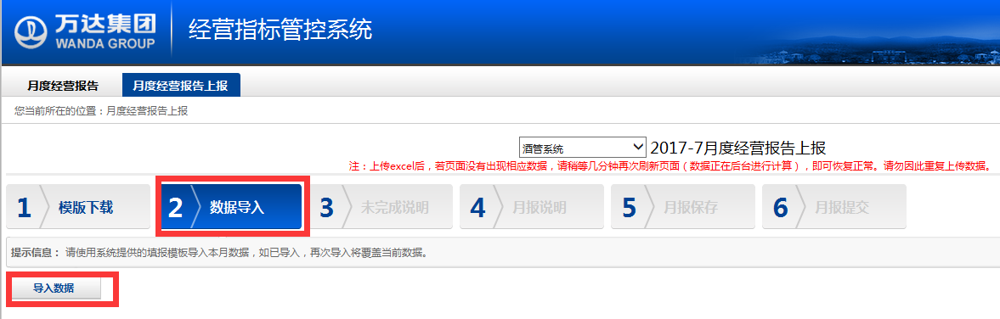 万达集团
WANDA GROUP
经营指标管控系统
月度经营报告 月度经营报告上报
您当前所在的位置：月度经营报告上报
酒管系统 2017-7月度经营报告上报
注：上传excel后，若页面没有出现相应数据，请稍等几分钟再次刷新页面（数据正在后台进行计算），即可恢复正常。请勿因此重复上传数据。
1 模版下载 2 数据导入 3 未完成说明 4 月报说明 5 月报保存 6 月报提交
提示信息： 请使用系统提供的填报模板导入本月数据，如已导入，再次导入将覆盖当前数据。
导入数据